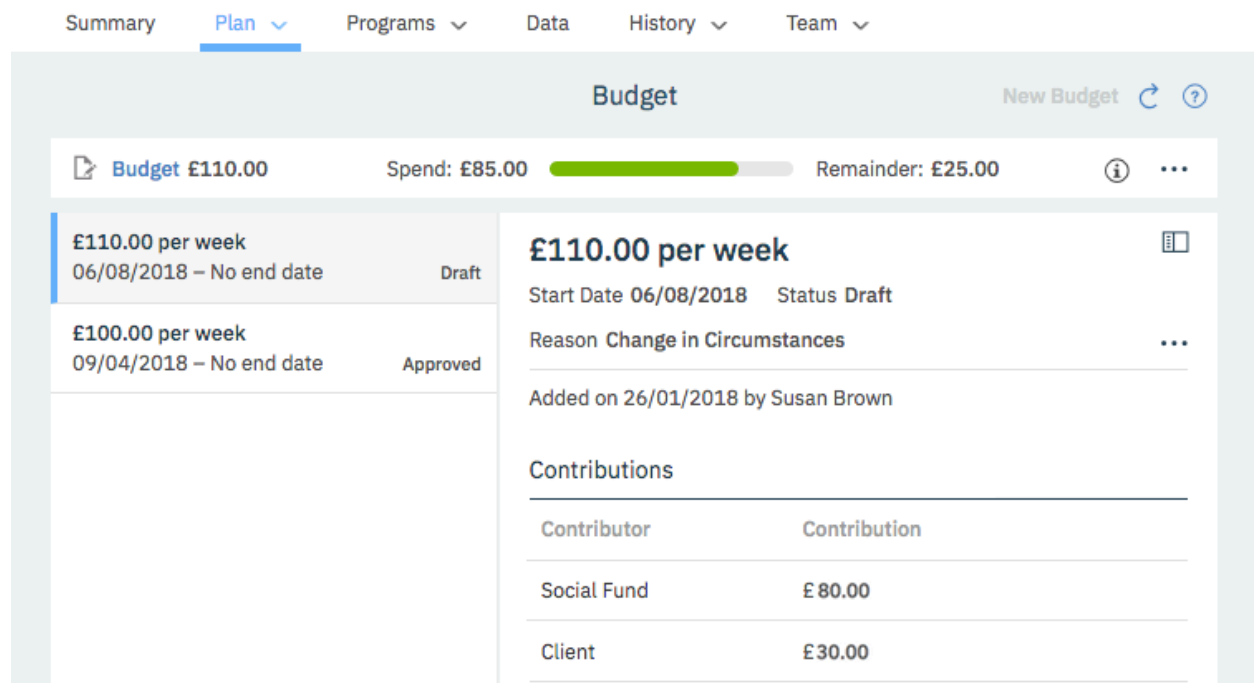 Summary Plan Programs Data History Team
Budget New Budget
Budget £110.00 Spend: £85.00 Remainder: £25.00
£110.00 per week
06/08/2018 – No end date Draft
£100.00 per week
09/04/2018 – No end date Approved
£110.00 per week
Start Date 06/08/2018 Status Draft
Reason Change in Circumstances
Added on 26/01/2018 by Susan Brown
Contributions
Contributor Contribution
Social Fund £80.00
Client £30.00